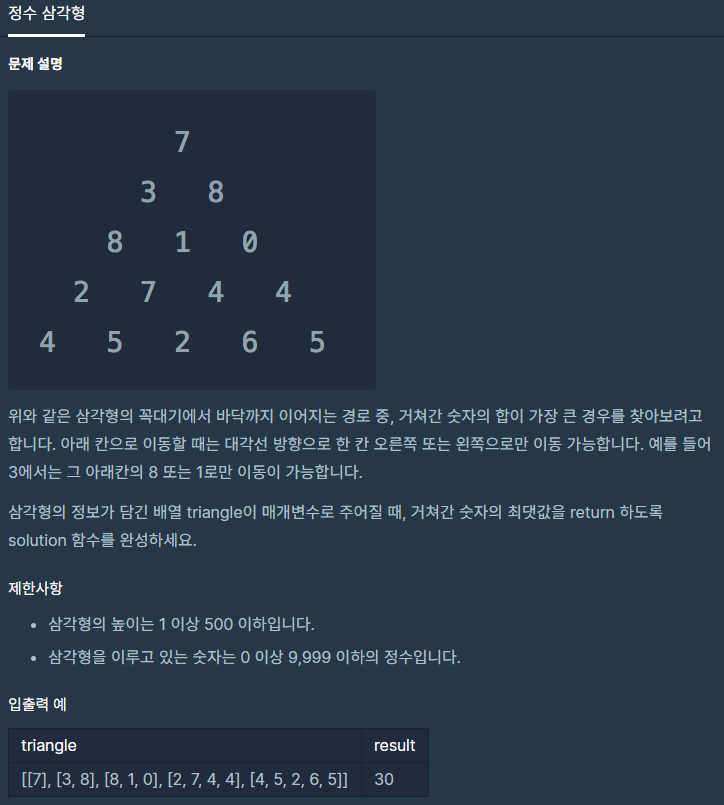 정수 삼각형
문제 설명
7
3 8
8 1 0
2 7 4 4
4 5 2 6 5
위와 같은 삼각형의 꼭대기에서 바닥까지 이어지는 경로 중, 거쳐간 숫자의 합이 가장 큰 경우를 찾아보려고
합니다. 아래 칸으로 이동할 때는 대각선 방향으로 한 칸 오른쪽 또는 왼쪽으로만 이동 가능합니다. 예를 들어
3에서는 그 아래칸의 8 또는 1로만 이동이 가능합니다.
삼각형의 정보가 담긴 배열 triangle이 매개변수로 주어질 때, 거쳐간 숫자의 최댓값을 return 하도록
solution 함수를 완성하세요.
제한사항
• 삼각형의 높이는 1 이상 500 이하입니다.
• 삼각형을 이루고 있는 숫자는 0 이상 9,999 이하의 정수입니다.
입출력 예
triangle result
[[7], [3, 8], [8, 1, 0], [2, 7, 4, 4], [4, 5, 2, 6, 5]] 30